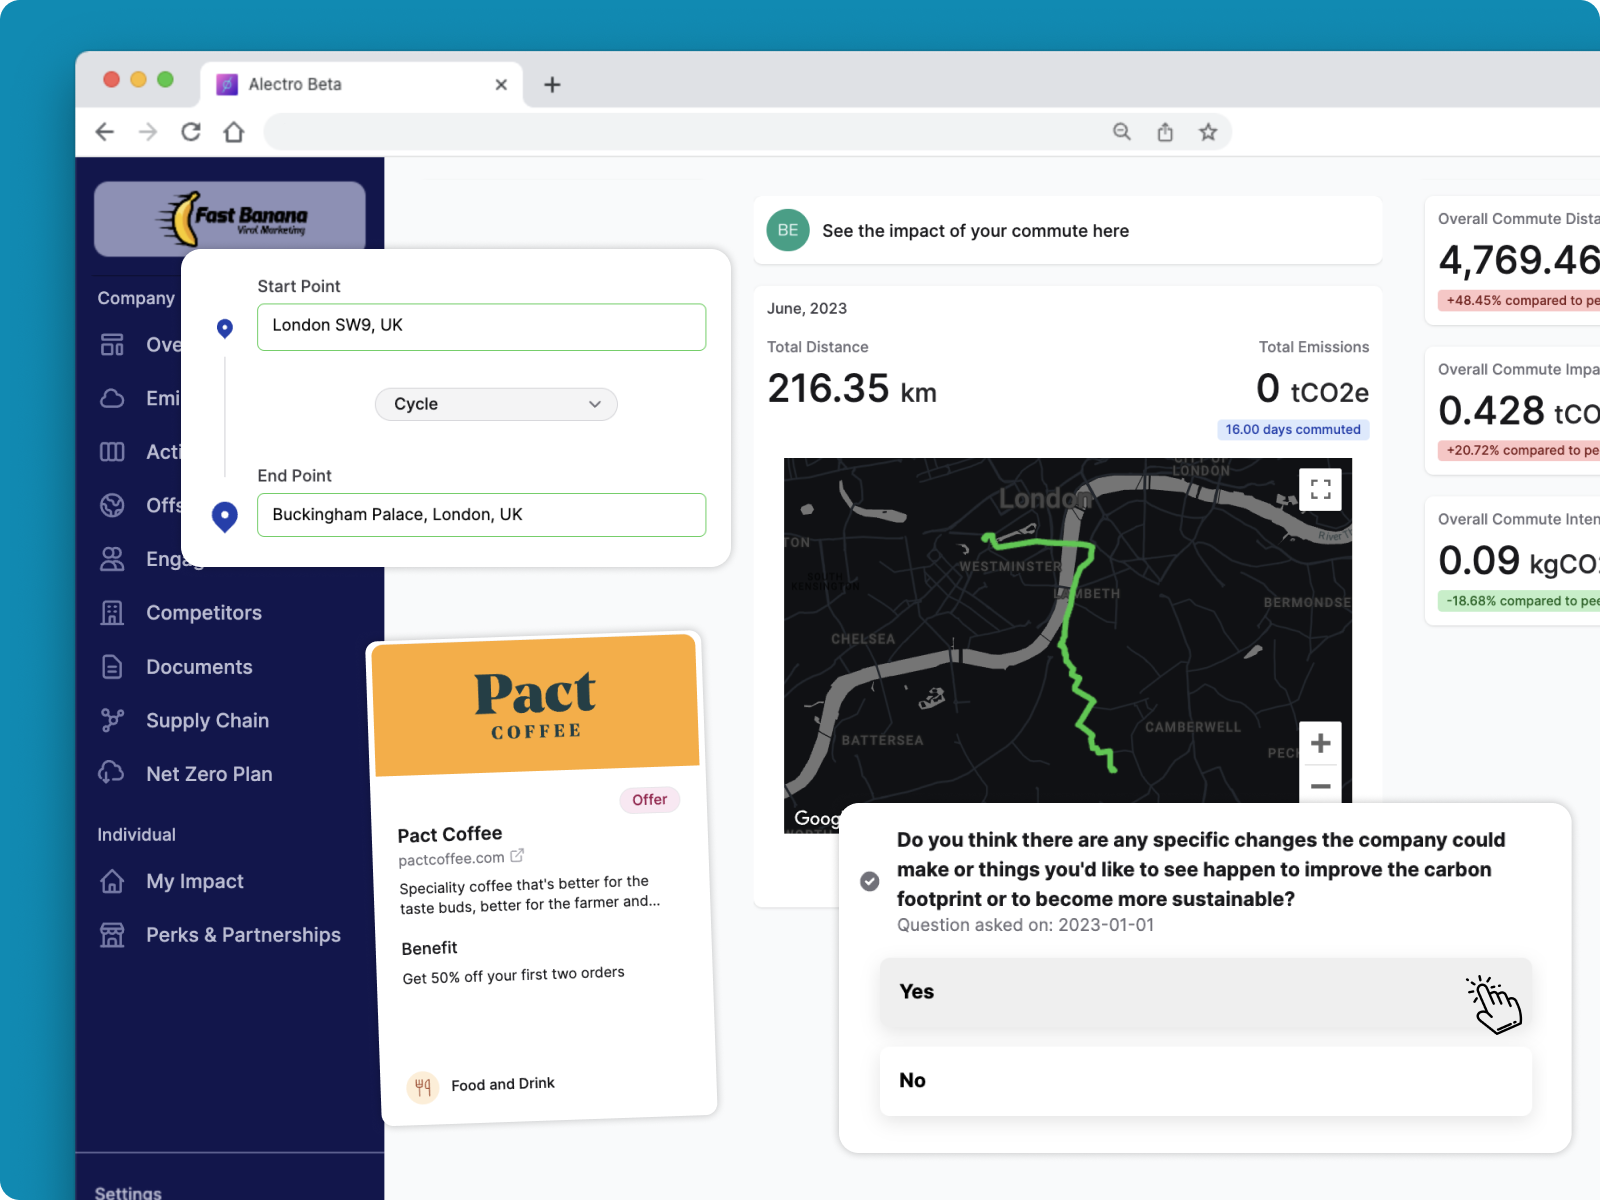 Alectro Beta
Fast Banana
Viral Marketing
Company
Ove
Emi
Acti
Offs
Enga
Competitors
Documents
Supply Chain
Net Zero Plan
Individual
My Impact
Perks & Partnerships
Settings
Start Point
London SW9, UK
Cycle
End Point
Buckingham Palace, London, UK
Pact
COFFEE
Offer
Pact Coffee
pactcoffee.com
Speciality coffee that's better for the
taste buds, better for the farmer and...
Benefit
Get 50% off your first two orders
Food and Drink
BE
See the impact of your commute here
June, 2023
Total Distance
Total Emissions
216.35 km
0 tCO2e
16.00 days commuted
CITY OF
LONDON
London
River
TON
WESTMINSTER
SOUTH
KENSINGTON
LAMBETH
BERMONDSE
CHELSEA
CAMBERWELL
BATTERSEA
PECK
Goog
Overall Commute Dista
4,769.46
+48.45% compared to pe
Overall Commute Impa
0.428 tCO
+20.72% compared to pe
Overall Commute Inten
0.09 kgCO2
-18.68% compared to pee
Do you think there are any specific changes the company could
make or things you'd like to see happen to improve the carbon
footprint or to become more sustainable?
Question asked on: 2023-01-01
Yes
No